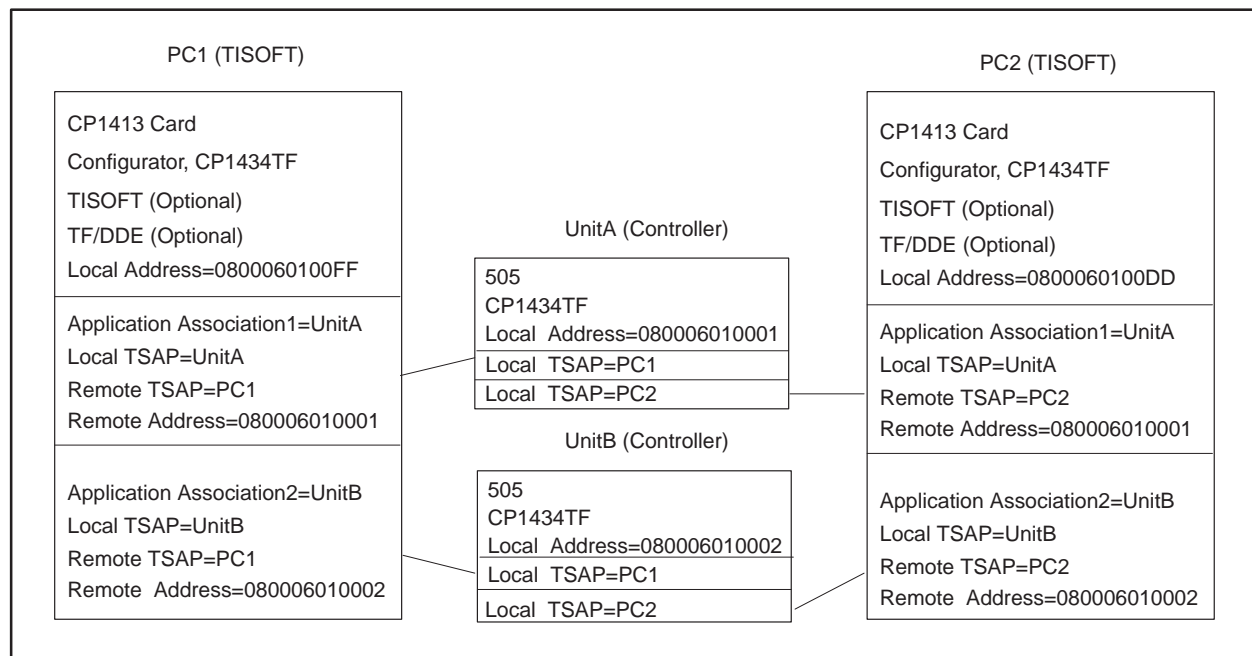 PC1 (TISOFT)
CP1413 Card
Configurator, CP1434TF
TISOFT (Optional)
TF/DDE (Optional)
Local Address=0800060100FF
Application Association1=UnitA
Local TSAP=UnitA
Remote TSAP=PC1
Remote Address=080006010001
Application Association2=UnitB
Local TSAP=UnitB
Remote TSAP=PC1
Remote Address=080006010002
UnitA (Controller)
505
CP1434TF
Local Address=080006010001
Local TSAP=PC1
Local TSAP=PC2
UnitB (Controller)
505
CP1434TF
Local Address=080006010002
Local TSAP=PC1
Local TSAP=PC2
PC2 (TISOFT)
CP1413 Card
Configurator, CP1434TF
TISOFT (Optional)
TF/DDE (Optional)
Local Address=0800060100DD
Application Association1=UnitA
Local TSAP=UnitA
Remote TSAP=PC2
Remote Address=080006010001
Application Association2=UnitB
Local TSAP=UnitB
Remote TSAP=PC2
Remote Address=080006010002